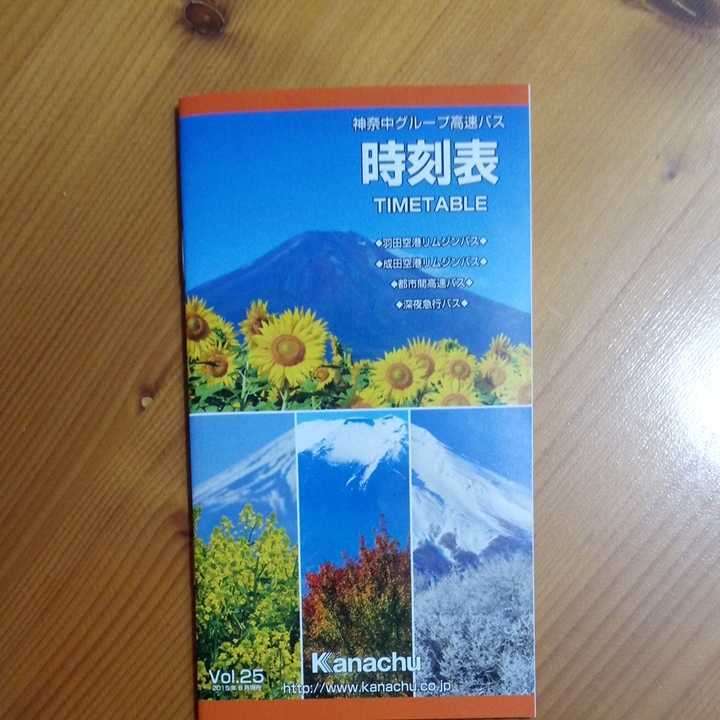 神奈中グループ高速バス
時刻表
TIMETABLE
◆羽田空港リムジンバス◆
◆成田空港リムジンバス◆
◆都市間高速バス◆
◆深夜急行バス◆
Kanachu
Vol.25
http://www.kanachu.co.jp